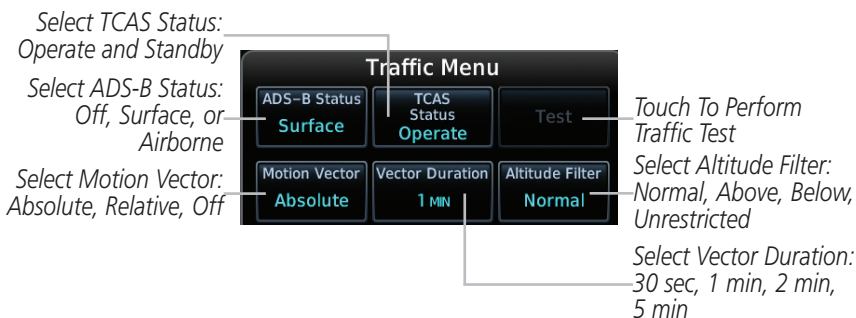 Select TCAS Status:
Operate and Standby
Select ADS-B Status:
Off, Surface, or
Airborne
Select Motion Vector:
Absolute, Relative, Off
Traffic Menu
ADS–B Status
Surface
TCAS
Status
Operate
Test
Motion Vector
Absolute
Vector Duration
1 MIN
Altitude Filter
Normal
Touch To Perform
Traffic Test
Select Altitude Filter:
Normal, Above, Below,
Unrestricted
Select Vector Duration:
30 sec, 1 min, 2 min,
5 min